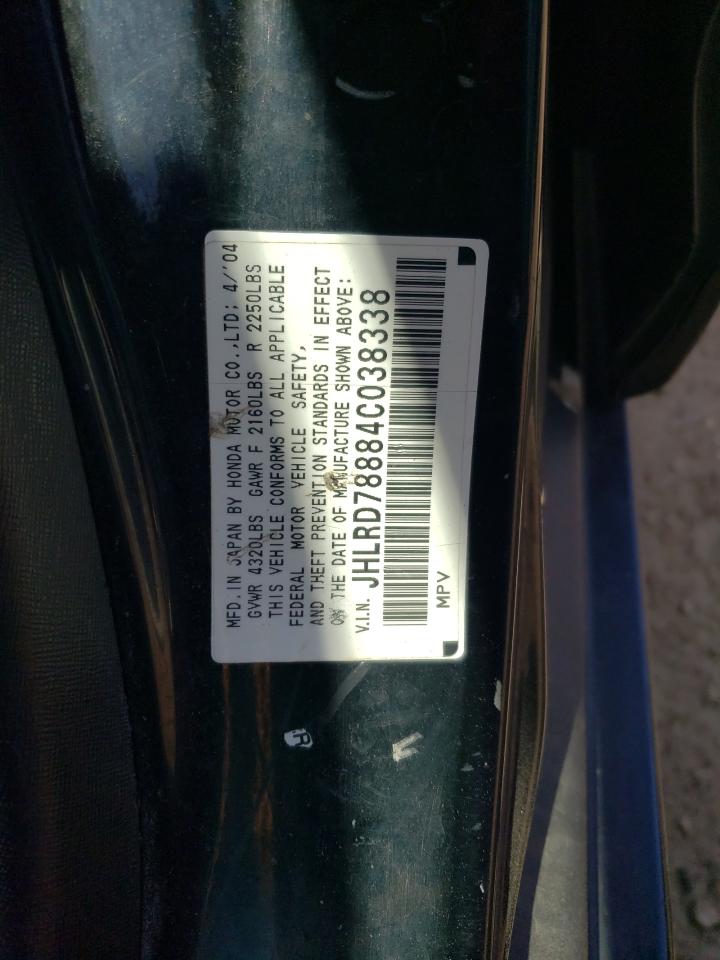 MFD. IN JAPAN BY HONDA MOTOR CO.,LTD; 4/'04
GVWR 4320LBS GAWR F 2160LBS R 2250LBS
THIS VEHICLE CONFORMS TO ALL APPLICABLE
FEDERAL MOTOR VEHICLE SAFETY,
AND THEFT PREVENTION STANDARDS IN EFFECT
ON THE DATE OF MANUFACTURE SHOWN ABOVE;
V.I.N. JHLRD78884C038338
MPV